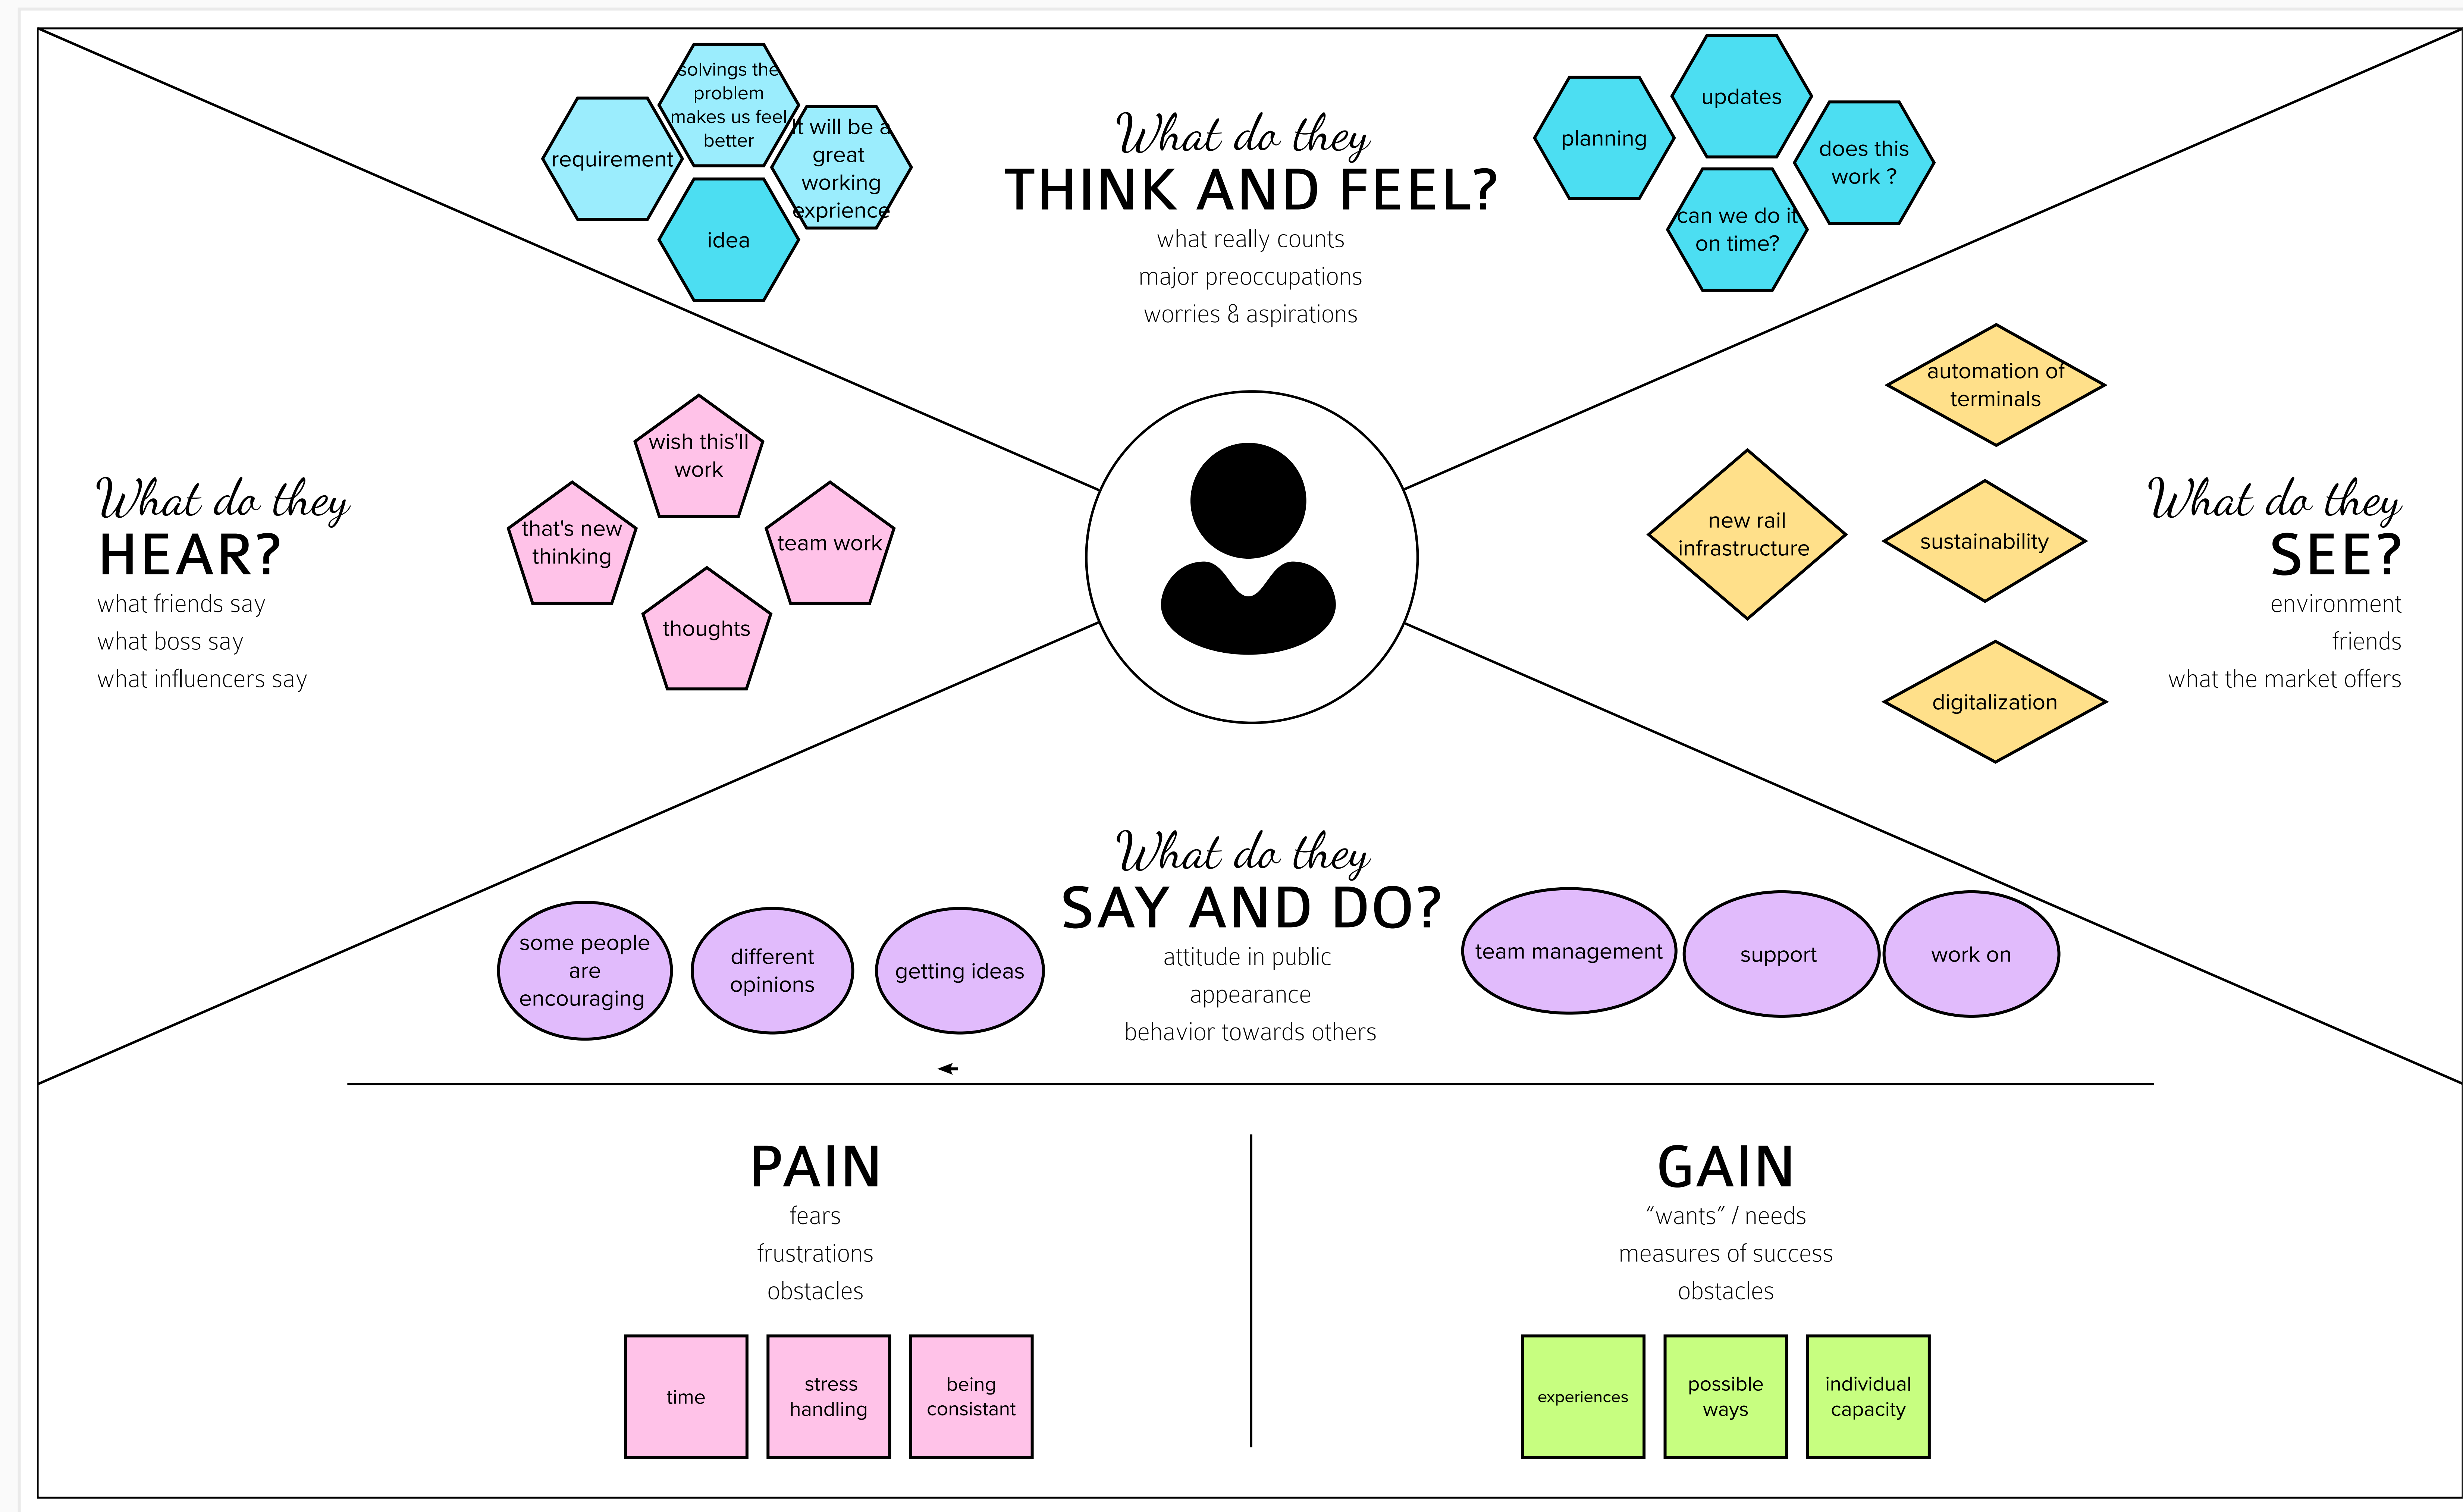 solvings the
problem
makes us feel
better
requirement
It will be a
great
working
exprience
idea
What do they
THINK AND FEEL?
what really counts
major preoccupations
worries & aspirations
updates
planning
does this
work ?
can we do it
on time?
What do they
HEAR?
what friends say
what boss say
what influencers say
wish this'll
work
that's new
thinking
team work
thoughts
automation of
terminals
new rail
infrastructure
sustainability
digitalization
What do they
SEE?
environment
friends
what the market offers
What do they
SAY AND DO?
attitude in public
appearance
behavior towards others
some people
are
encouraging
different
opinions
getting ideas
team management
support
work on
PAIN
fears
frustrations
obstacles
time
stress
handling
being
consistant
GAIN
“wants” / needs
measures of success
obstacles
experiences
possible
ways
individual
capacity